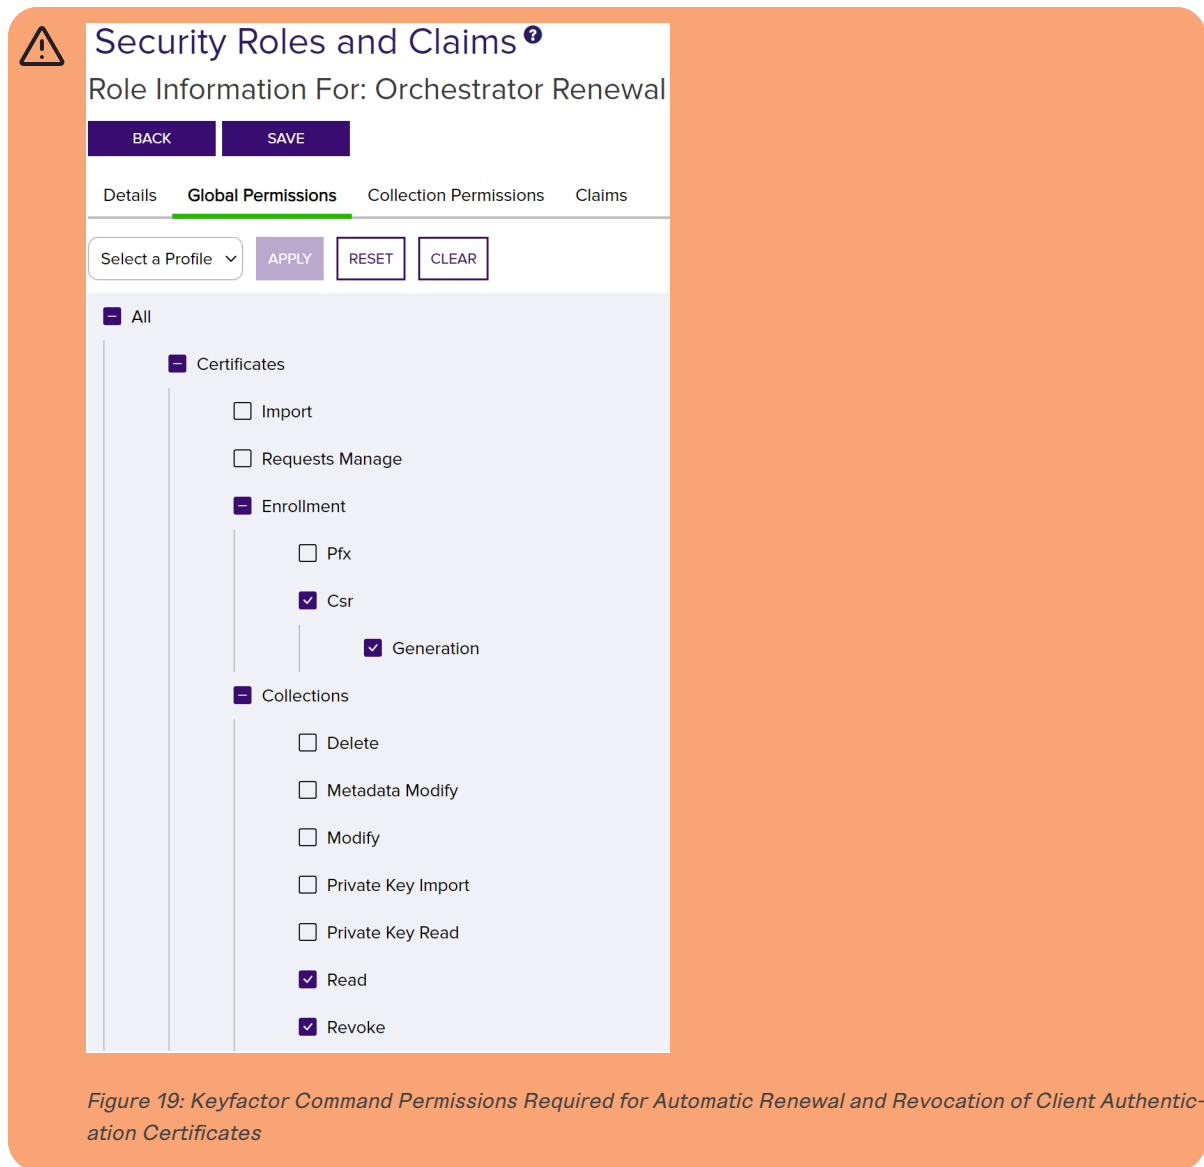 Security Roles and Claims ?
Role Information For: Orchestrator Renewal
BACK SAVE
Details Global Permissions Collection Permissions Claims
Select a Profile APPLY RESET CLEAR
All
Certificates
Import
Requests Manage
Enrollment
Pfx
Csr
Generation
Collections
Delete
Metadata Modify
Modify
Private Key Import
Private Key Read
Read
Revoke
Figure 19: Keyfactor Command Permissions Required for Automatic Renewal and Revocation of Client Authentic-
ation Certificates